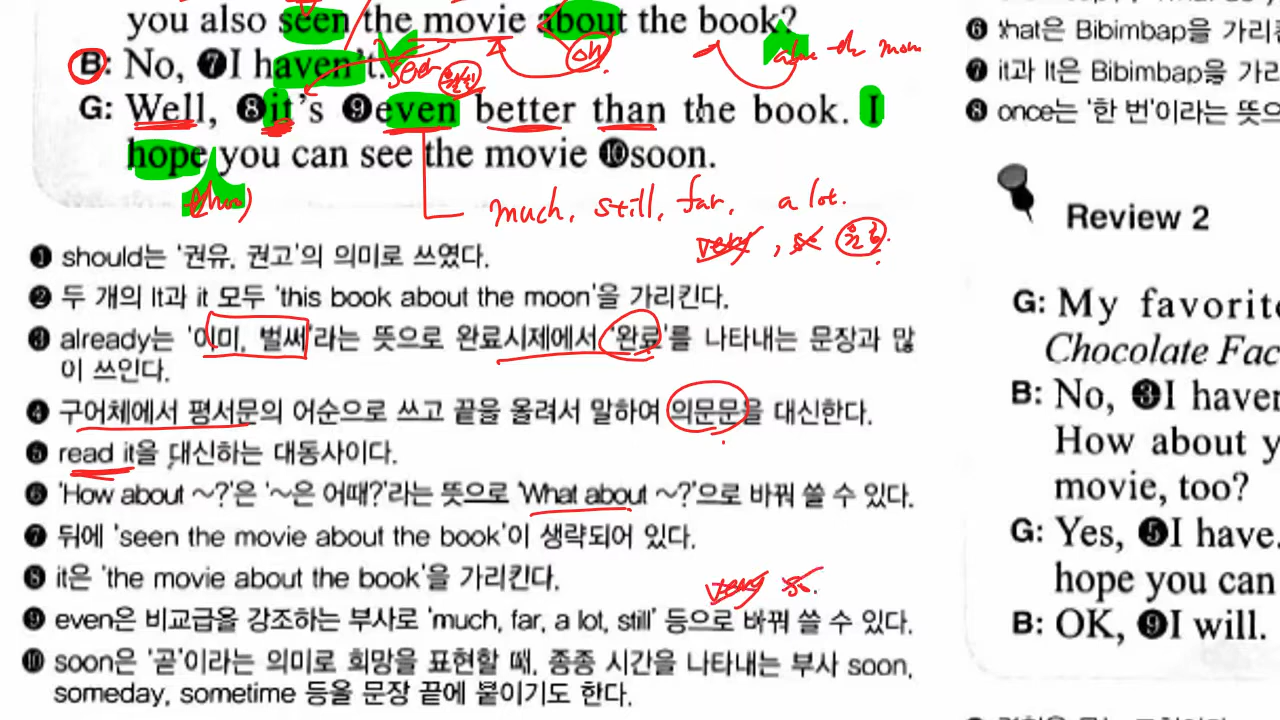 you also seen the movie about the book?
B: No, ❼I haven't.
on
G: Well, ❽it's ❾even better than the book. I
hope you can see the movie ❿soon.
much, still, far, a lot.
very, so
❶ should는 '권유, 권고'의 의미로 쓰였다.
❷ 두 개의 It과 it 모두 'this book about the moon'을 가리킨다.
❸ already는 '이미, 벌써'라는 뜻으로 완료시제에서 '완료'를 나타내는 문장과 많
이 쓰인다.
❹ 구어체에서 평서문의 어순으로 쓰고 끝을 올려서 말하여 의문문을 대신한다.
❺ read it을 대신하는 대동사이다.
❻ 'How about ~?'은 '~은 어때?'라는 뜻으로 'What about ~?'으로 바꿔 쓸 수 있다.
❼ 뒤에 'seen the movie about the book'이 생략되어 있다.
❽ it은 'the movie about the book'을 가리킨다.
very so.
❾ even은 비교급을 강조하는 부사로 'much, far, a lot, still' 등으로 바꿔 쓸 수 있다.
❿ soon은 '곧'이라는 의미로 희망을 표현할 때, 종종 시간을 나타내는 부사 soon,
someday, sometime 등을 문장 끝에 붙이기도 한다.
❻ that은 Bibimbap을
❼ it과 It은 Bibimbap을
❽ once는 '한 번'이라는
Review 2
G: My
Chocolate
B: No, ❸I
How about
movie, too?
G: Yes, ❺I have.
hope you can
B: OK, ❾I will.